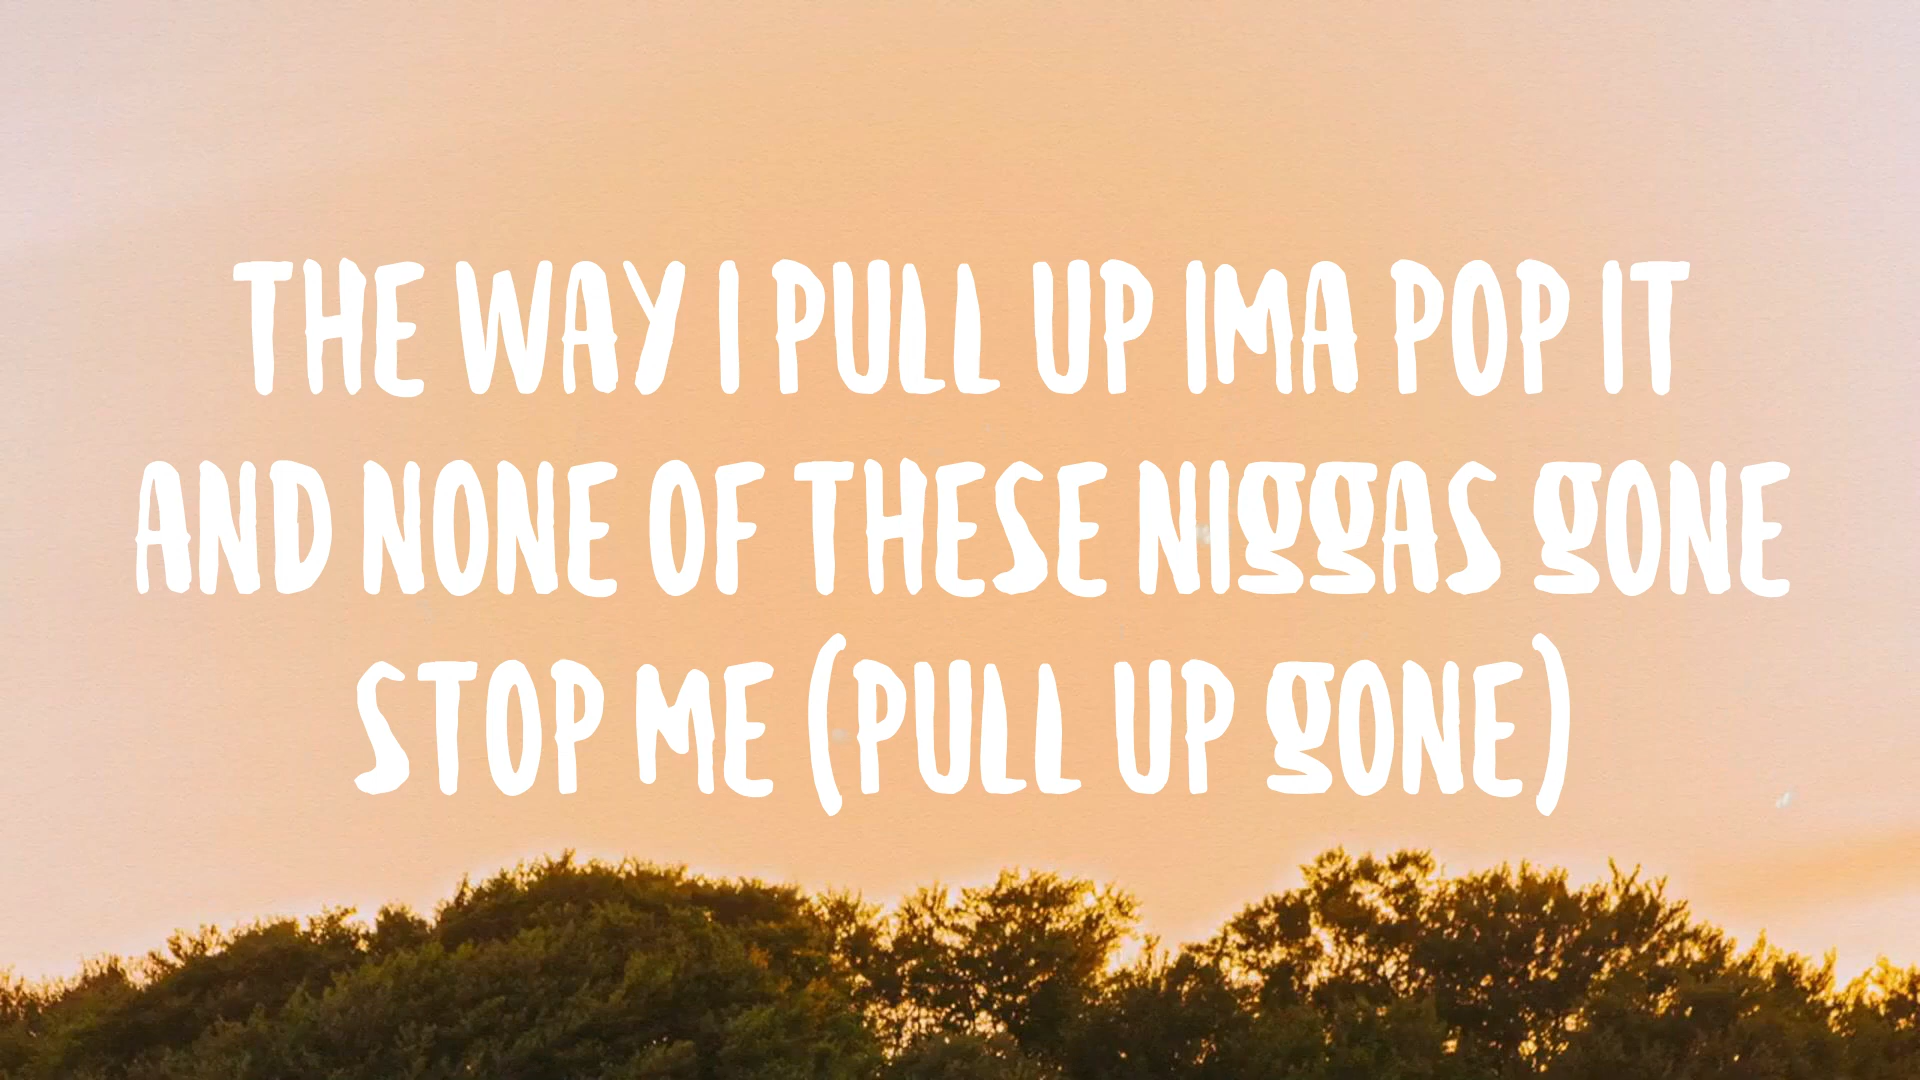 THE WAY I PULL UP IMA POP IT
AND NONE OF THESE NIggAS gONE
STOP ME (PULL UP gONE)